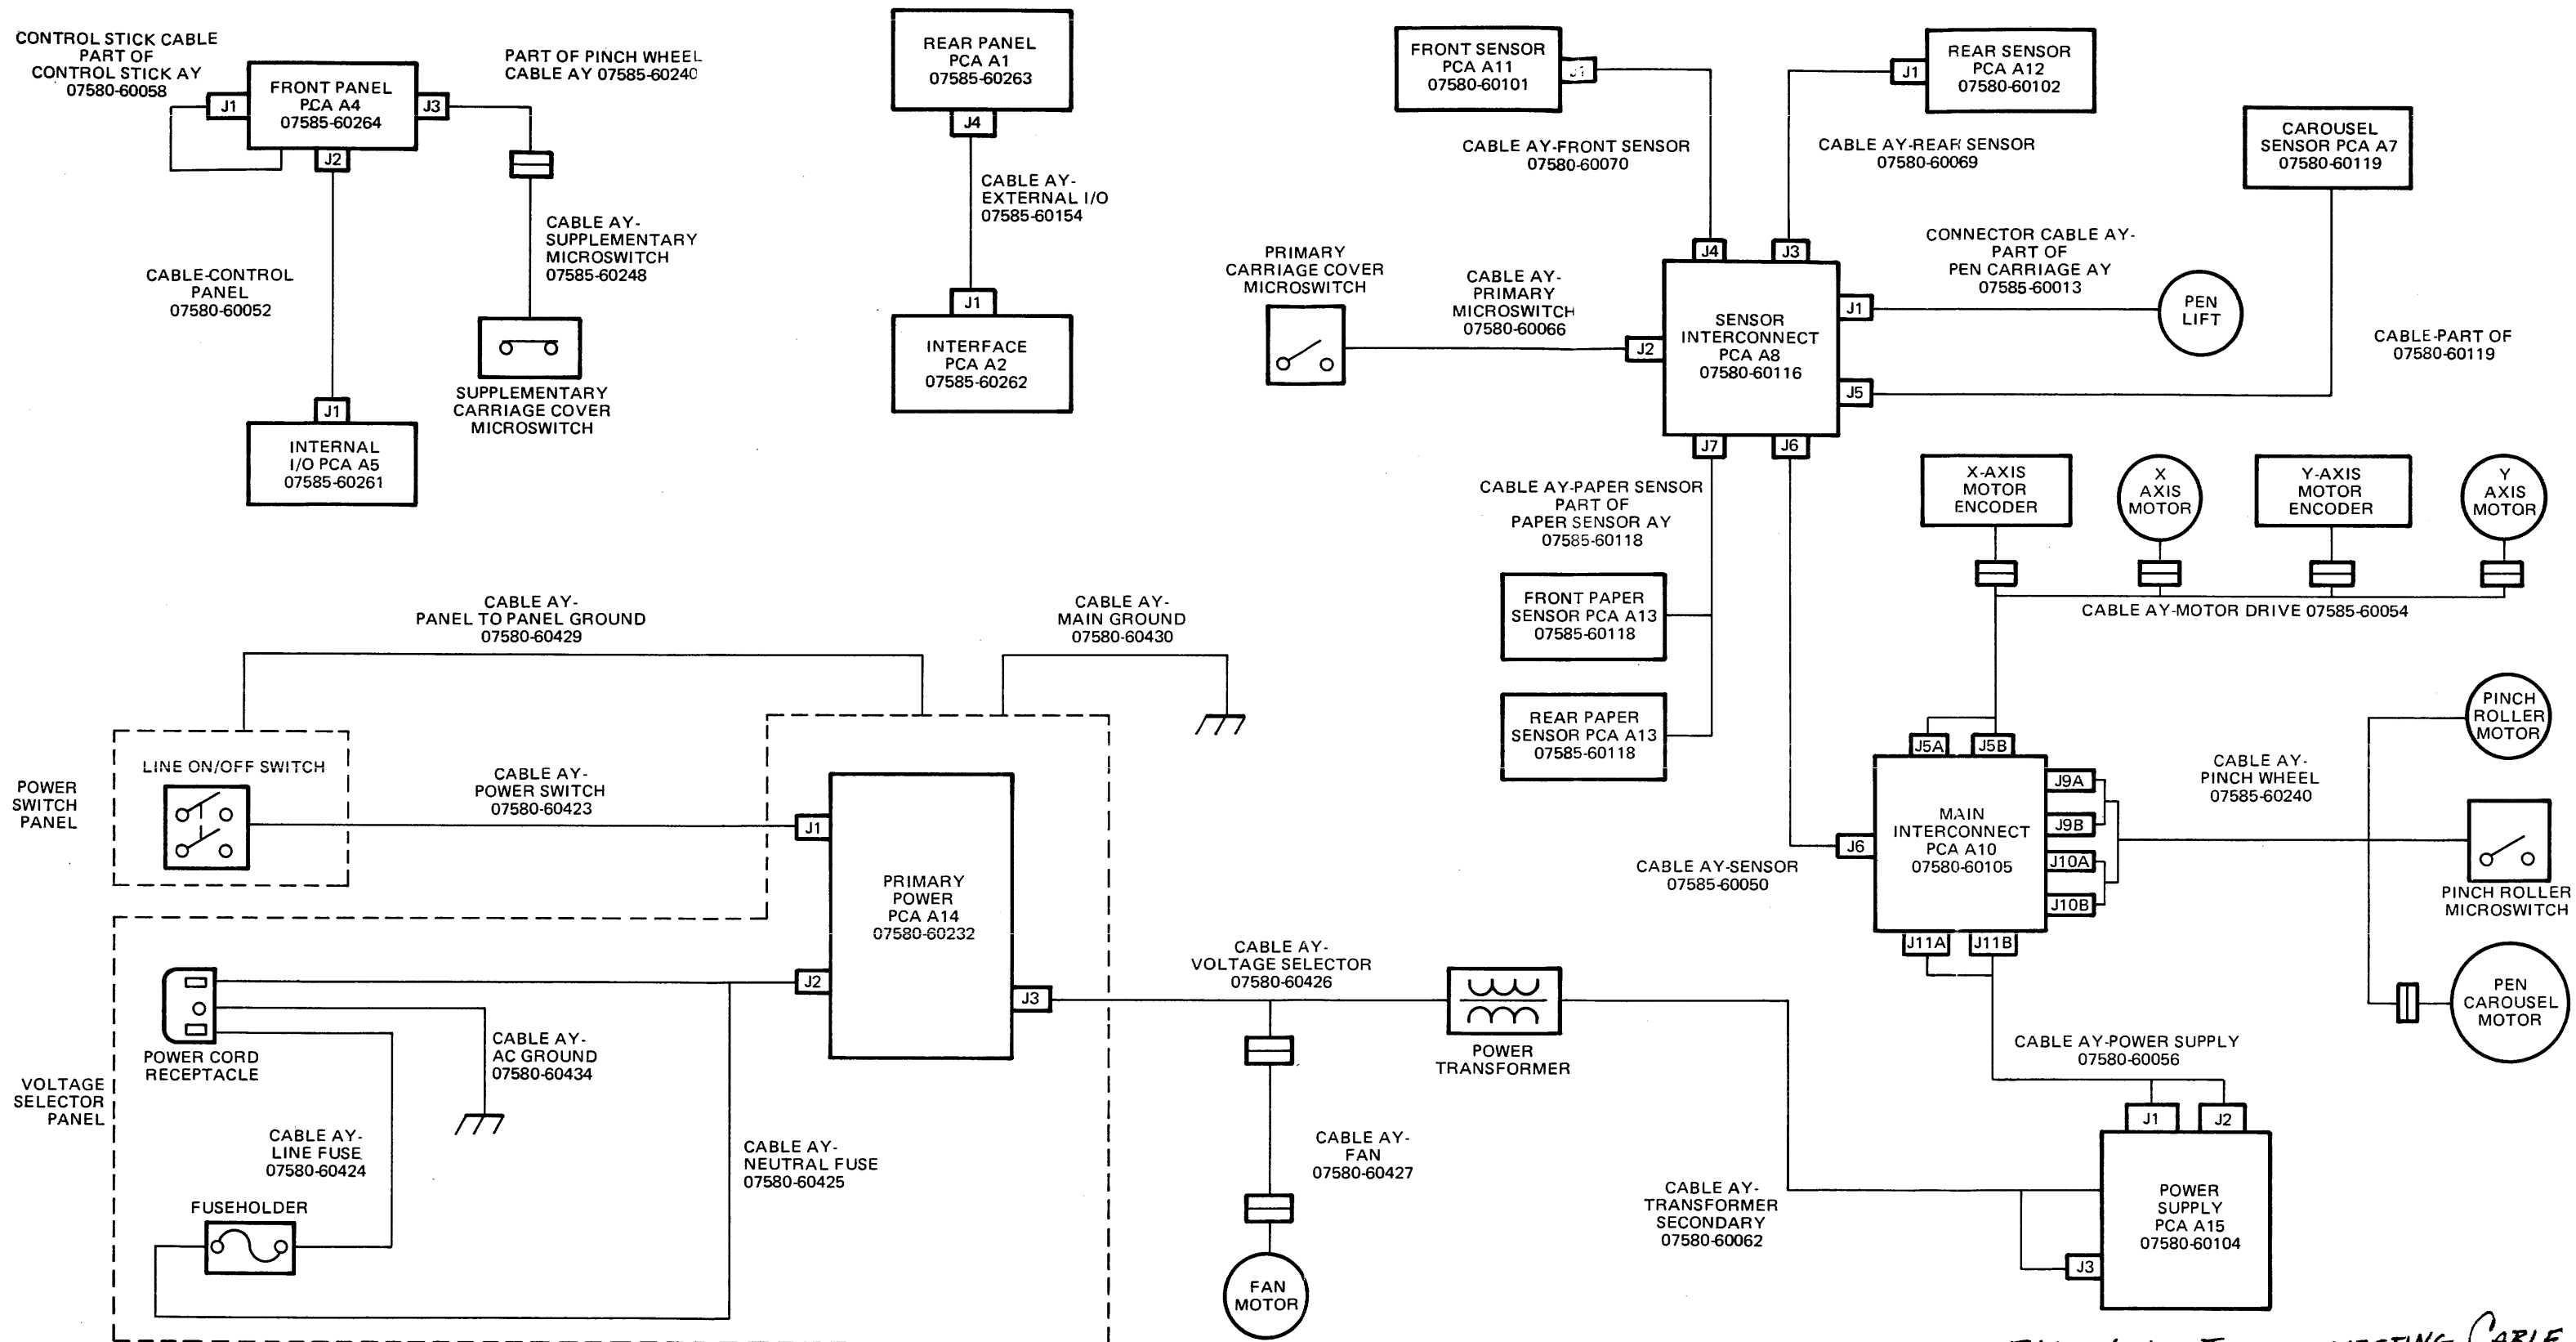 CONTROL STICK CABLE
PART OF
CONTROL STICK AY
07580-60058
J1
FRONT PANEL
PCA A4
07585-60264
J3
J2
PART OF PINCH WHEEL
CABLE AY 07585-60240
CABLE AY-
SUPPLEMENTARY
MICROSWITCH
07585-60248
CABLE-CONTROL
PANEL
07580-60052
SUPPLEMENTARY
CARRIAGE COVER
MICROSWITCH
J1
INTERNAL
I/O PCA A5
07585-60261
REAR PANEL
PCA A1
07585-60263
J4
CABLE AY-
EXTERNAL I/O
07585-60154
J1
INTERFACE
PCA A2
07585-60262
FRONT SENSOR
PCA A11
07580-60101
J1
CABLE AY-FRONT SENSOR
07580-60070
J1
REAR SENSOR
PCA A12
07580-60102
CABLE AY-REAR SENSOR
07580-60069
CAROUSEL
SENSOR PCA A7
07580-60119
PRIMARY
CARRIAGE COVER
MICROSWITCH
CABLE AY-
PRIMARY
MICROSWITCH
07580-60066
J4
J3
J2
SENSOR
INTERCONNECT
PCA A8
07580-60116
J1
J5
J7
J6
CONNECTOR CABLE AY-
PART OF
PEN CARRIAGE AY
07585-60013
PEN
LIFT
CABLE-PART OF
07580-60119
CABLE AY-PAPER SENSOR
PART OF
PAPER SENSOR AY
07585-60118
FRONT PAPER
SENSOR PCA A13
07585-60118
REAR PAPER
SENSOR PCA A13
07585-60118
X-AXIS
MOTOR
ENCODER
X
AXIS
MOTOR
Y-AXIS
MOTOR
ENCODER
Y
AXIS
MOTOR
CABLE AY-MOTOR DRIVE 07585-60054
CABLE AY-
PANEL TO PANEL GROUND
07580-60429
CABLE AY-
MAIN GROUND
07580-60430
POWER
SWITCH
PANEL
LINE ON/OFF SWITCH
CABLE AY-
POWER SWITCH
07580-60423
J1
PRIMARY
POWER
PCA A14
07580-60232
J2
J3
POWER CORD
RECEPTACLE
CABLE AY-
AC GROUND
07580-60434
VOLTAGE
SELECTOR
PANEL
CABLE AY-
LINE FUSE
07580-60424
FUSEHOLDER
CABLE AY-
NEUTRAL FUSE
07580-60425
CABLE AY-
VOLTAGE SELECTOR
07580-60426
POWER
TRANSFORMER
CABLE AY-
FAN
07580-60427
FAN
MOTOR
CABLE AY-SENSOR
07585-60050
J5A
J5B
J6
MAIN
INTERCONNECT
PCA A10
07580-60105
J9A
J9B
J10A
J10B
J11A
J11B
CABLE AY-
PINCH WHEEL
07585-60240
PINCH
ROLLER
MOTOR
PINCH ROLLER
MICROSWITCH
PEN
CAROUSEL
MOTOR
CABLE AY-POWER SUPPLY
07580-60056
J1
J2
CABLE AY-
TRANSFORMER
SECONDARY
07580-60062
POWER
SUPPLY
PCA A15
07580-60104
J3
CABLE